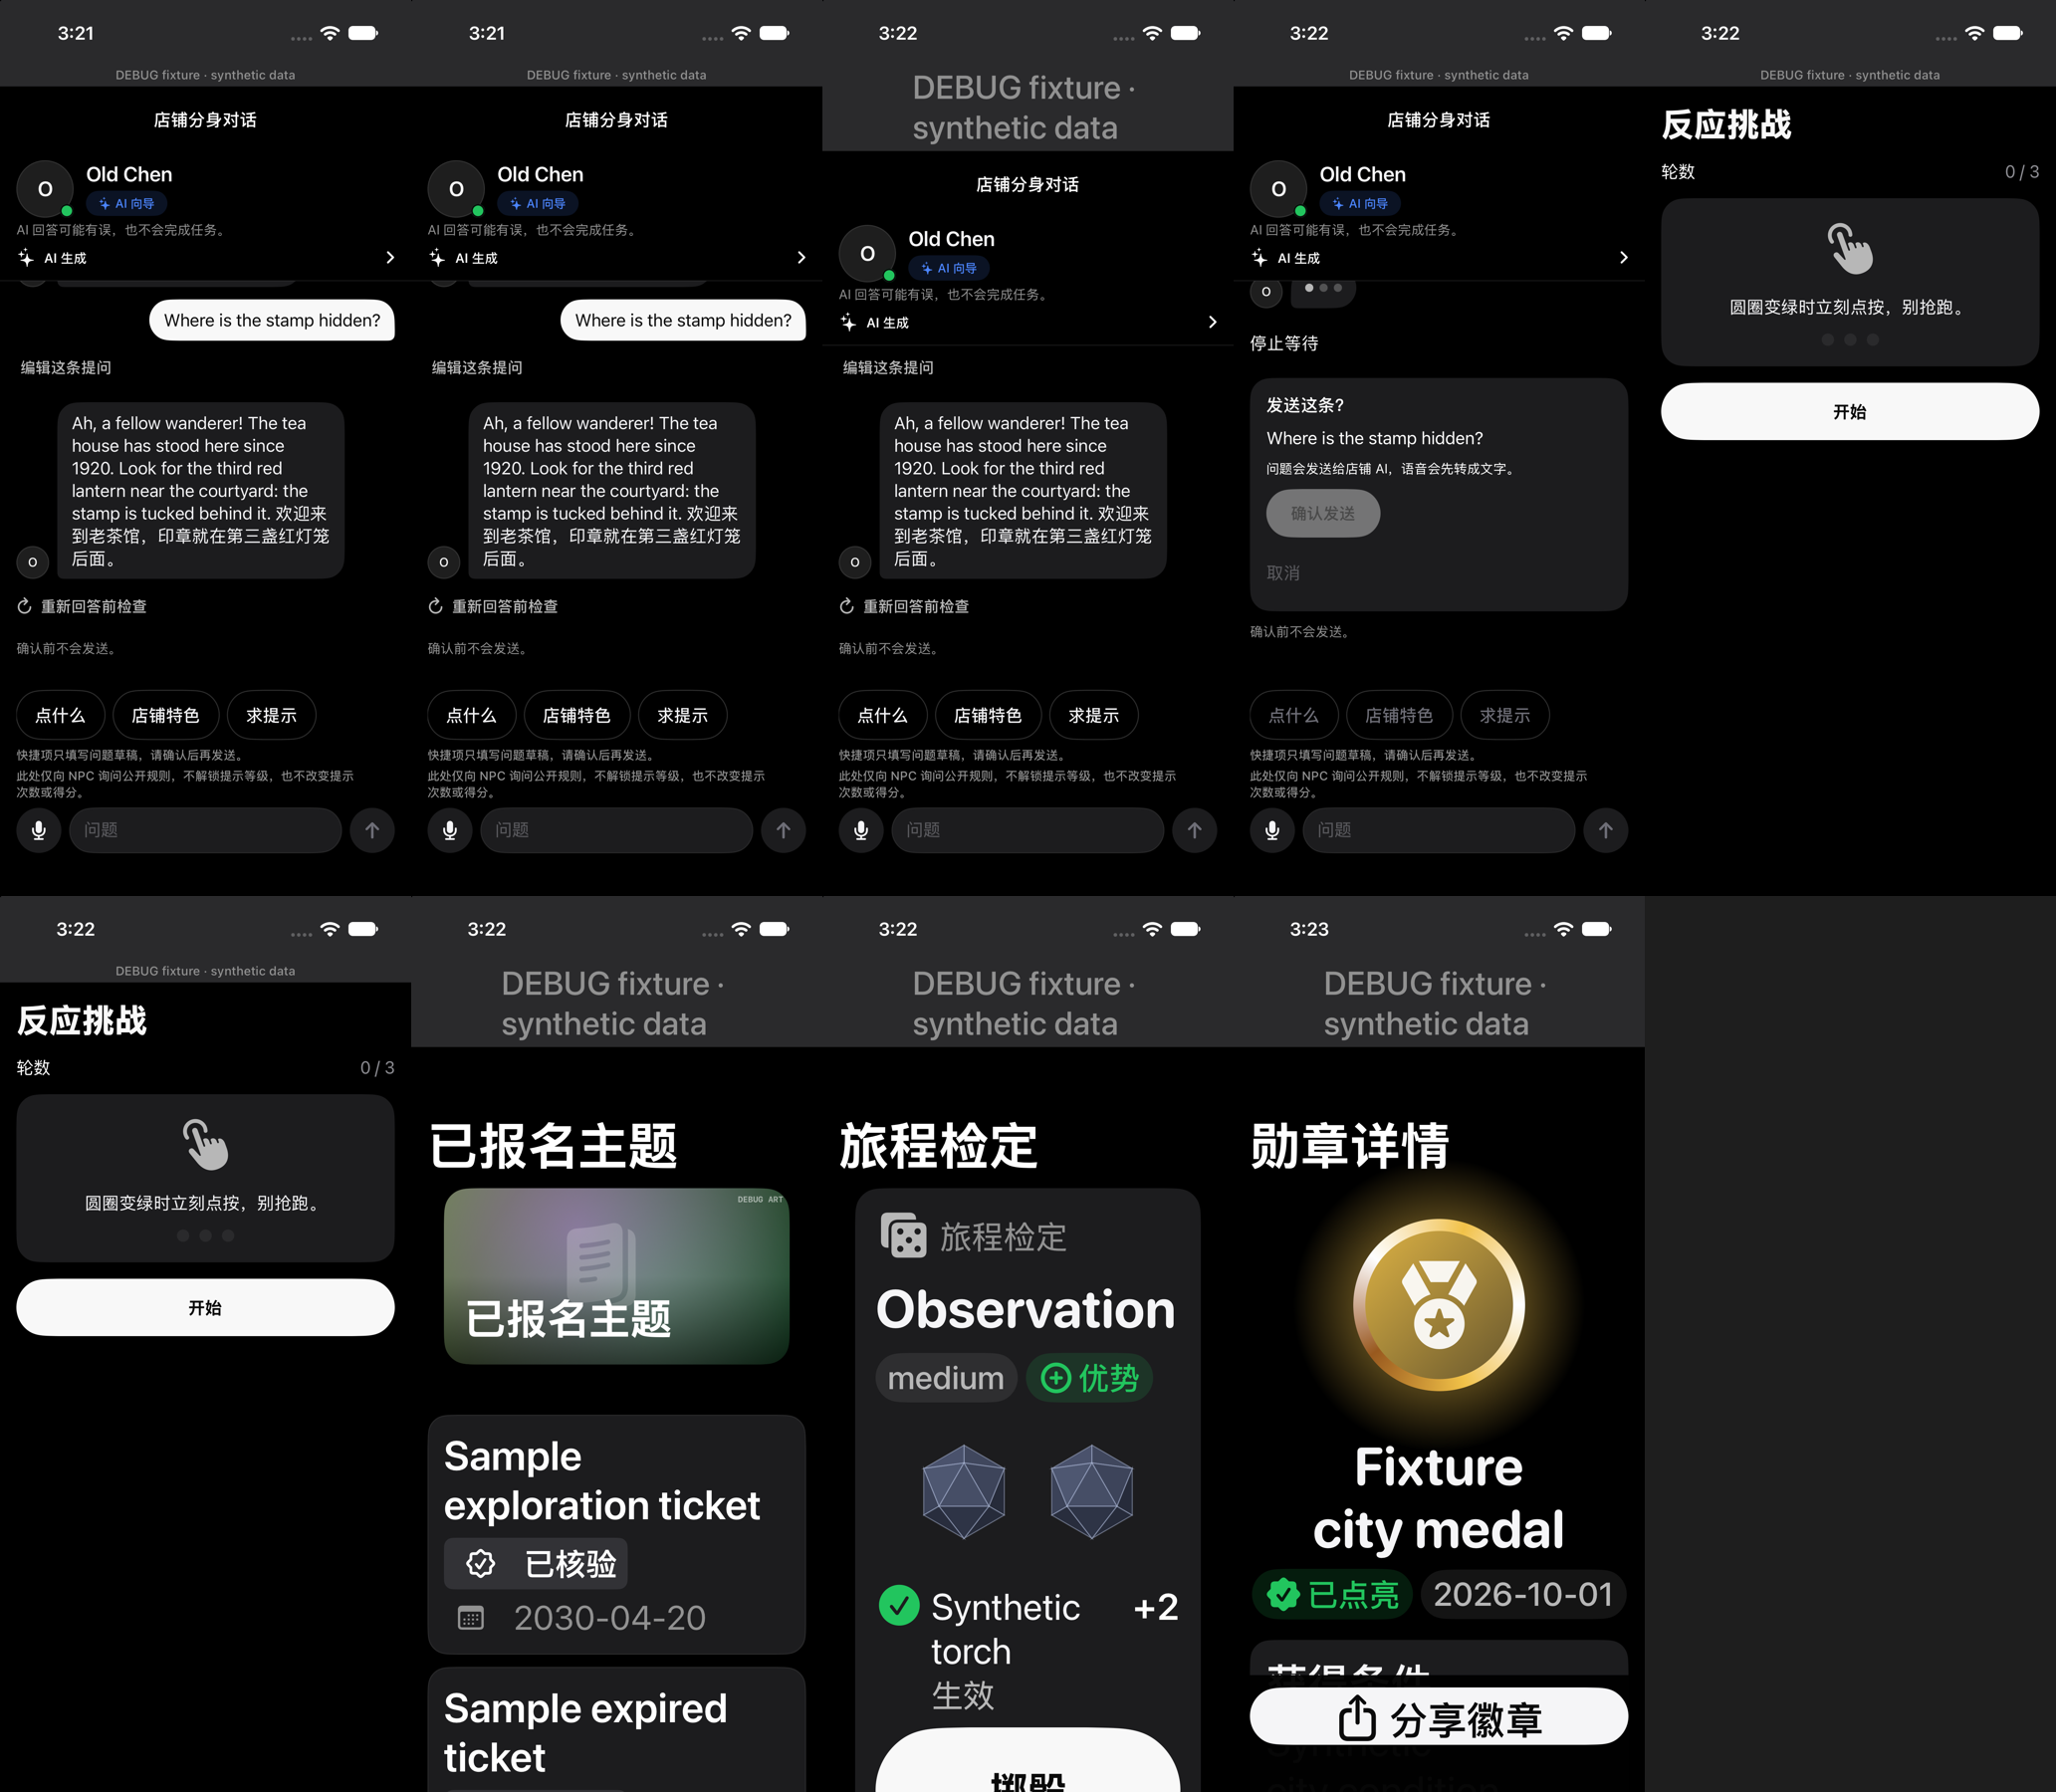 3:21
DEBUG fixture · synthetic data
店铺分身对话
O
Old Chen
AI 向导
AI 回答可能有误，也不会完成任务。
AI 生成
Where is the stamp hidden?
编辑这条提问
Ah, a fellow wanderer! The tea
house has stood here since
1920. Look for the third red
lantern near the courtyard: the
stamp is tucked behind it. 欢迎来
到老茶馆，印章就在第三盏红灯笼
后面。
O
重新回答前检查
确认前不会发送。
点什么
店铺特色
求提示
快捷项只填写问题草稿，请确认后再发送。
此处仅向 NPC 询问公开规则，不解锁提示等级，也不改变提示
次数或得分。
问题
3:21
DEBUG fixture · synthetic data
店铺分身对话
O
Old Chen
AI 向导
AI 回答可能有误，也不会完成任务。
AI 生成
Where is the stamp hidden?
编辑这条提问
Ah, a fellow wanderer! The tea
house has stood here since
1920. Look for the third red
lantern near the courtyard: the
stamp is tucked behind it. 欢迎来
到老茶馆，印章就在第三盏红灯笼
后面。
O
重新回答前检查
确认前不会发送。
点什么
店铺特色
求提示
快捷项只填写问题草稿，请确认后再发送。
此处仅向 NPC 询问公开规则，不解锁提示等级，也不改变提示
次数或得分。
问题
3:22
DEBUG fixture ·
synthetic data
店铺分身对话
O
Old Chen
AI 向导
AI 回答可能有误，也不会完成任务。
AI 生成
编辑这条提问
Ah, a fellow wanderer! The tea
house has stood here since
1920. Look for the third red
lantern near the courtyard: the
stamp is tucked behind it. 欢迎来
到老茶馆，印章就在第三盏红灯笼
后面。
O
重新回答前检查
确认前不会发送。
点什么
店铺特色
求提示
快捷项只填写问题草稿，请确认后再发送。
此处仅向 NPC 询问公开规则，不解锁提示等级，也不改变提示
次数或得分。
问题
3:22
DEBUG fixture · synthetic data
店铺分身对话
O
Old Chen
AI 向导
AI 回答可能有误，也不会完成任务。
AI 生成
O
停止等待
发送这条？
Where is the stamp hidden?
问题会发送给店铺 AI，语音会先转成文字。
确认发送
取消
确认前不会发送。
点什么
店铺特色
求提示
快捷项只填写问题草稿，请确认后再发送。
此处仅向 NPC 询问公开规则，不解锁提示等级，也不改变提示
次数或得分。
问题
3:22
DEBUG fixture · synthetic data
反应挑战
轮数
0 / 3
圆圈变绿时立刻点按，别抢跑。
开始
3:22
DEBUG fixture · synthetic data
反应挑战
轮数
0 / 3
圆圈变绿时立刻点按，别抢跑。
开始
3:22
DEBUG fixture ·
synthetic data
已报名主题
DEBUG ART
已报名主题
Sample
exploration ticket
已核验
2030-04-20
Sample expired
ticket
3:22
DEBUG fixture ·
synthetic data
旅程检定
旅程检定
Observation
medium
优势
Synthetic
torch
+2
生效
掷骰
3:23
DEBUG fixture ·
synthetic data
勋章详情
Fixture
city medal
已点亮
2026-10-01
获得条件
分享徽章
Synthetic
city condition